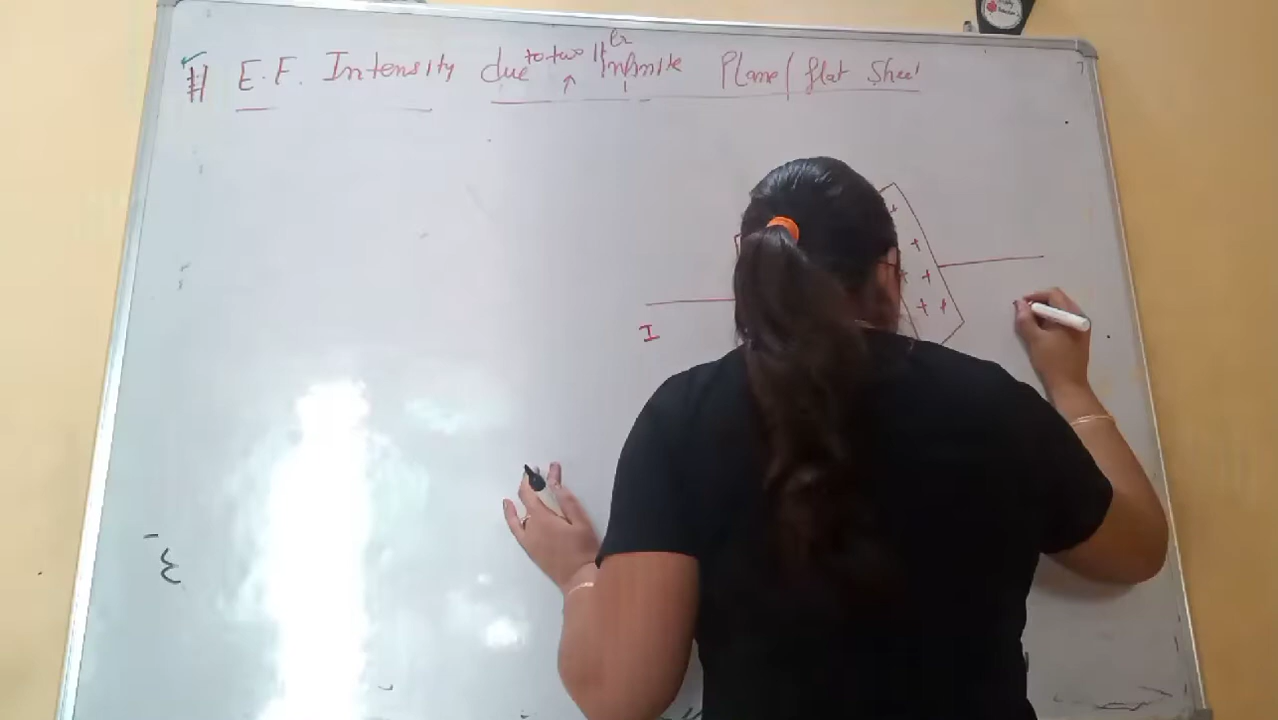 # E.F. Intensity due to two ||er Infinite Plane/flat Sheet
+
+
+ +
+ +
I
ε